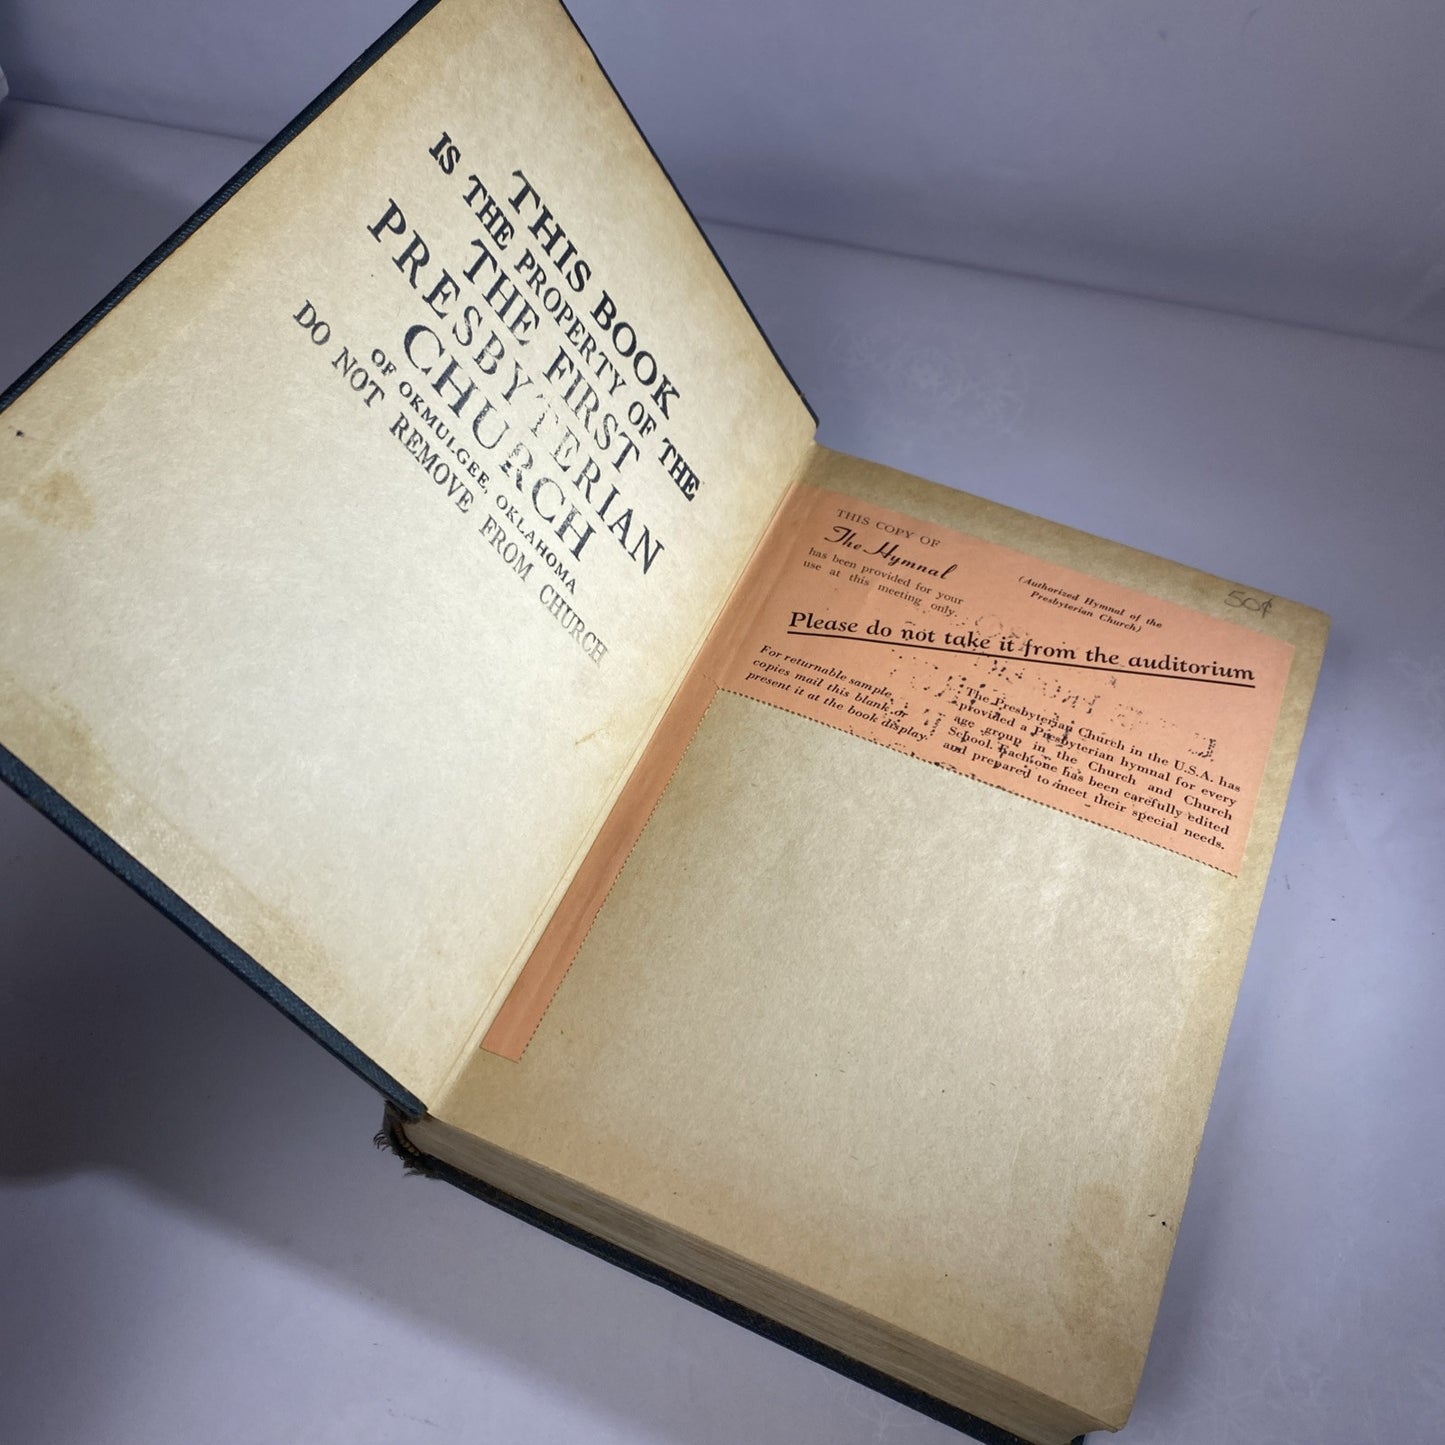 THIS BOOK
IS THE PROPERTY OF THE
THE FIRST
PRESBYTERIAN
CHURCH
OF OKMULGEE, OKLAHOMA
DO NOT REMOVE FROM CHURCH
50¢
THIS COPY OF
The Hymnal
(Authorized Hymnal of the
Presbyterian Church)
has been provided for your
use at this meeting only.
Please do not take it from the auditorium
For returnable sample
copies mail this blank or
present it at the book display.
The Presbyterian Church in the U.S.A. has
provided a Presbyterian hymnal for every
age group in the Church and Church
School. Each one has been carefully edited
and prepared to meet their special needs.